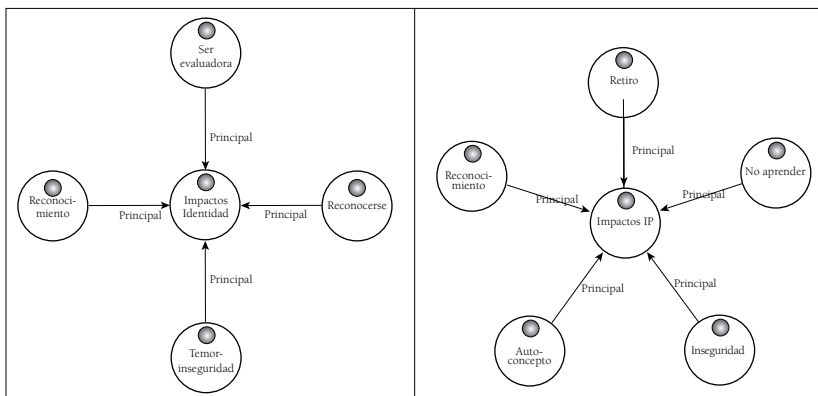 Ser
evaluadora
Principal
Reconoci-
miento
Principal
Impactos
Identidad
Principal
Reconocerse
Principal
Temor-
inseguridad
Retiro
Principal
Reconoci-
miento
Principal
No aprender
Principal
Impactos IP
Principal
Principal
Auto-
concepto
Inseguridad